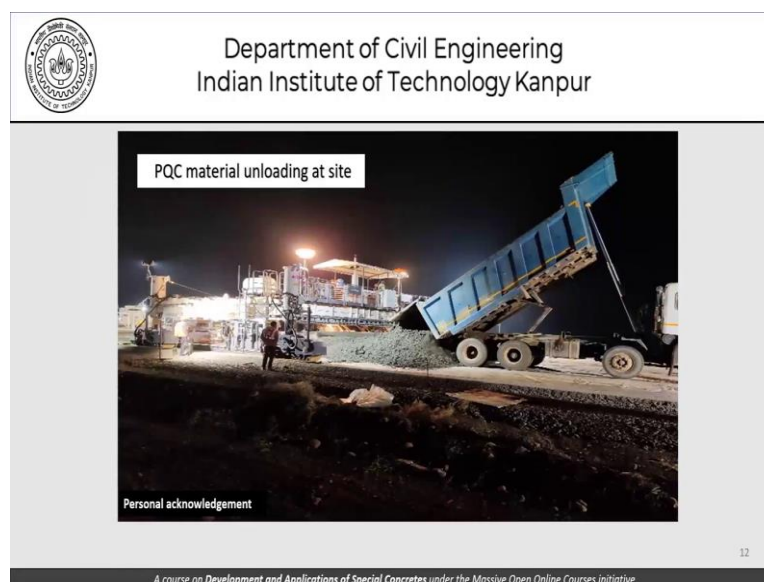 Department of Civil Engineering
Indian Institute of Technology Kanpur
PQC material unloading at site
Personal acknowledgement
12
A course on Development and Applications of Special Concretes under the Massive Open Online Courses initiative